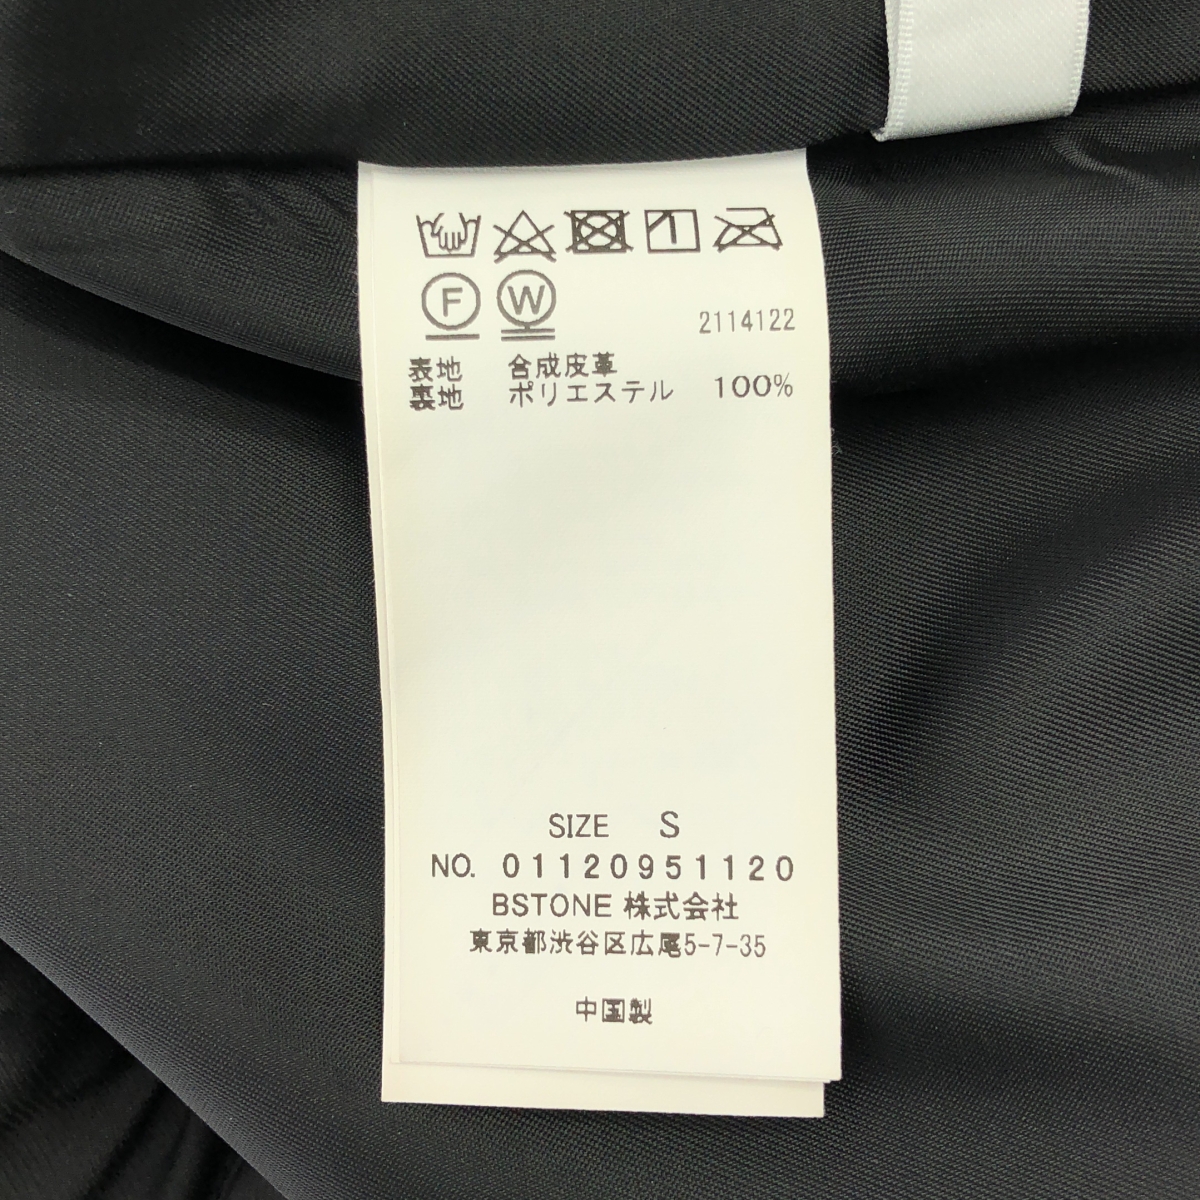 F W
2114122
表地 合成皮革
裏地 ポリエステル 100%
SIZE S
NO. 01120951120
BSTONE 株式会社
東京都渋谷区広尾5-7-35
中国製